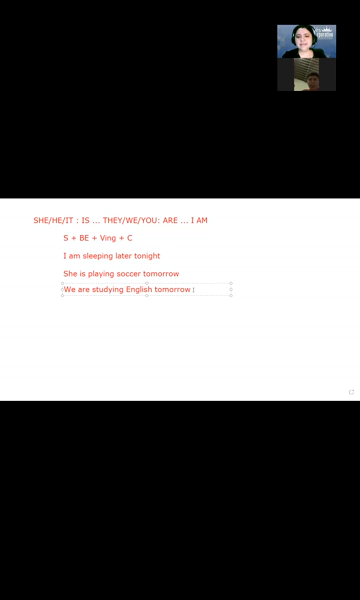 SHE/HE/IT : IS ... THEY/WE/YOU: ARE ... I AM
S + BE + Ving + C
I am sleeping later tonight
She is playing soccer tomorrow
We are studying English tomorrow